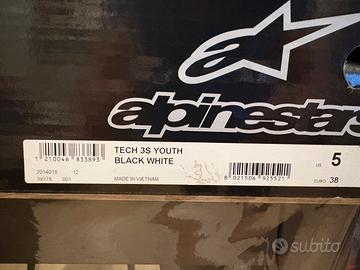 alpinestars
1 210046 833893
TECH 3S YOUTH
BLACK WHITE
2014018 12
39378 001
MADE IN VIETNAM
8 021506 925521
US 5
EURO 38
subito